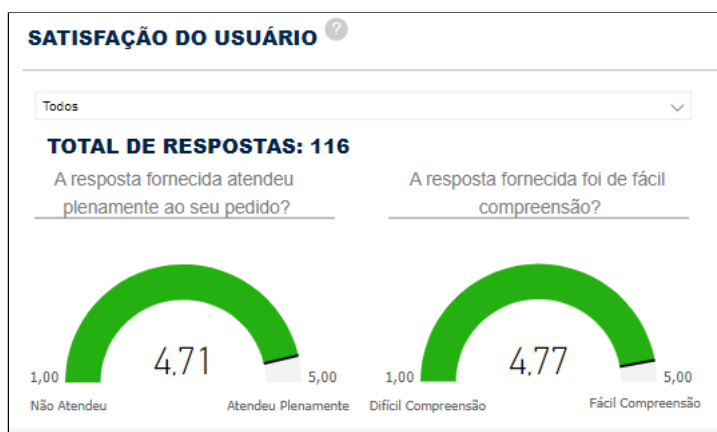 SATISFAÇÃO DO USUÁRIO ?
Todos
TOTAL DE RESPOSTAS: 116
A resposta fornecida atendeu
plenamente ao seu pedido?
4,71
1,00
5,00
Não Atendeu
Atendeu Plenamente
A resposta fornecida foi de fácil
compreensão?
4,77
1,00
5,00
Difícil Compreensão
Fácil Compreensão